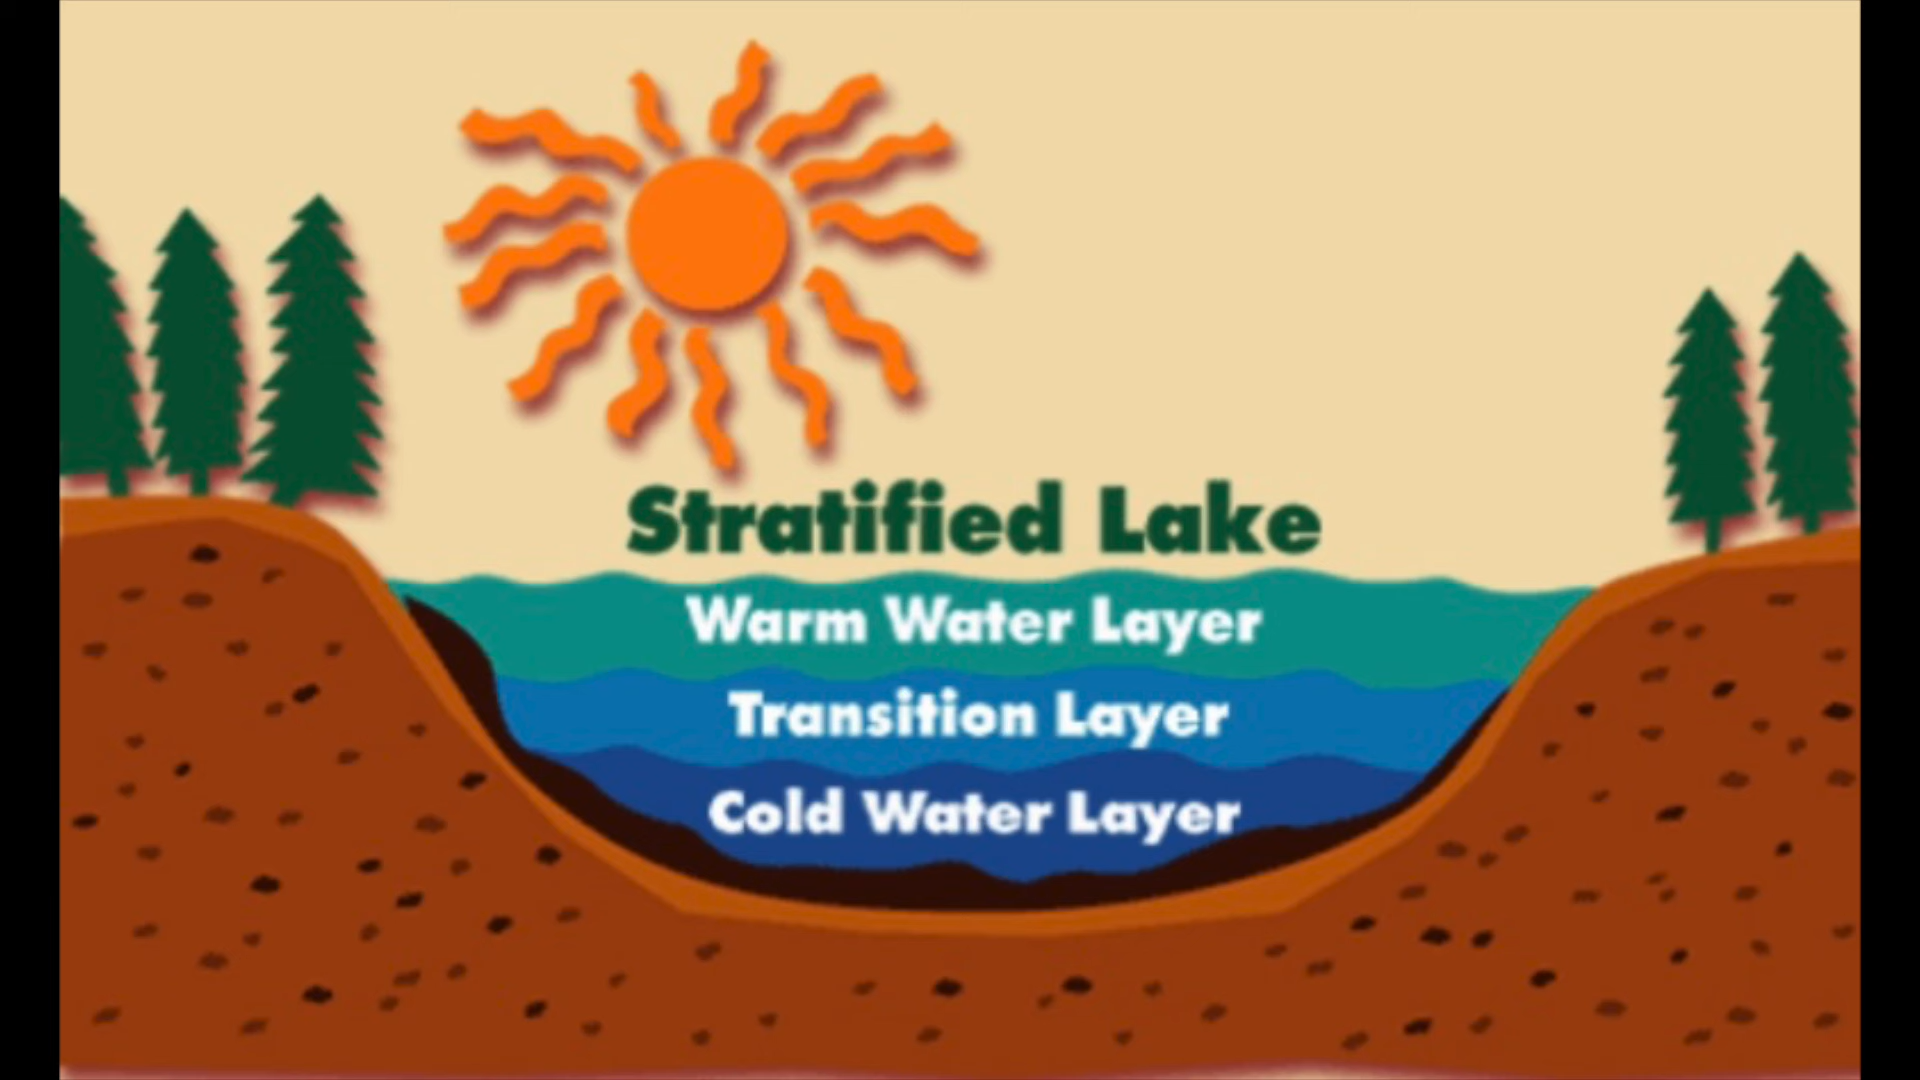 Stratified Lake
Warm Water Layer
Transition Layer
Cold Water Layer